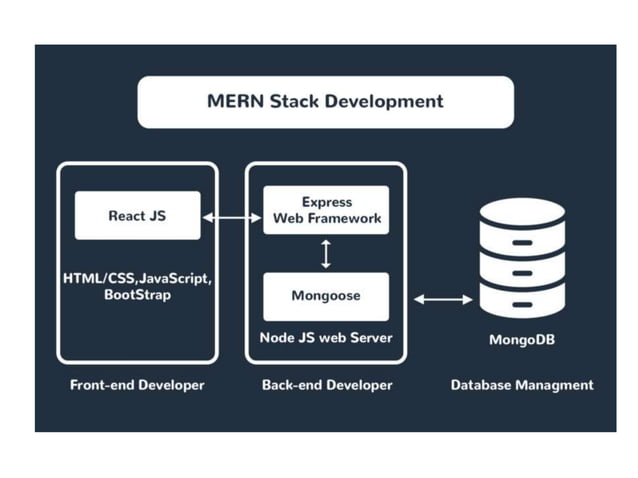 MERN Stack Development
React JS
HTML/CSS,JavaScript,
BootStrap
Front-end Developer
Express
Web Framework
Mongoose
Node JS web Server
Back-end Developer
MongoDB
Database Managment